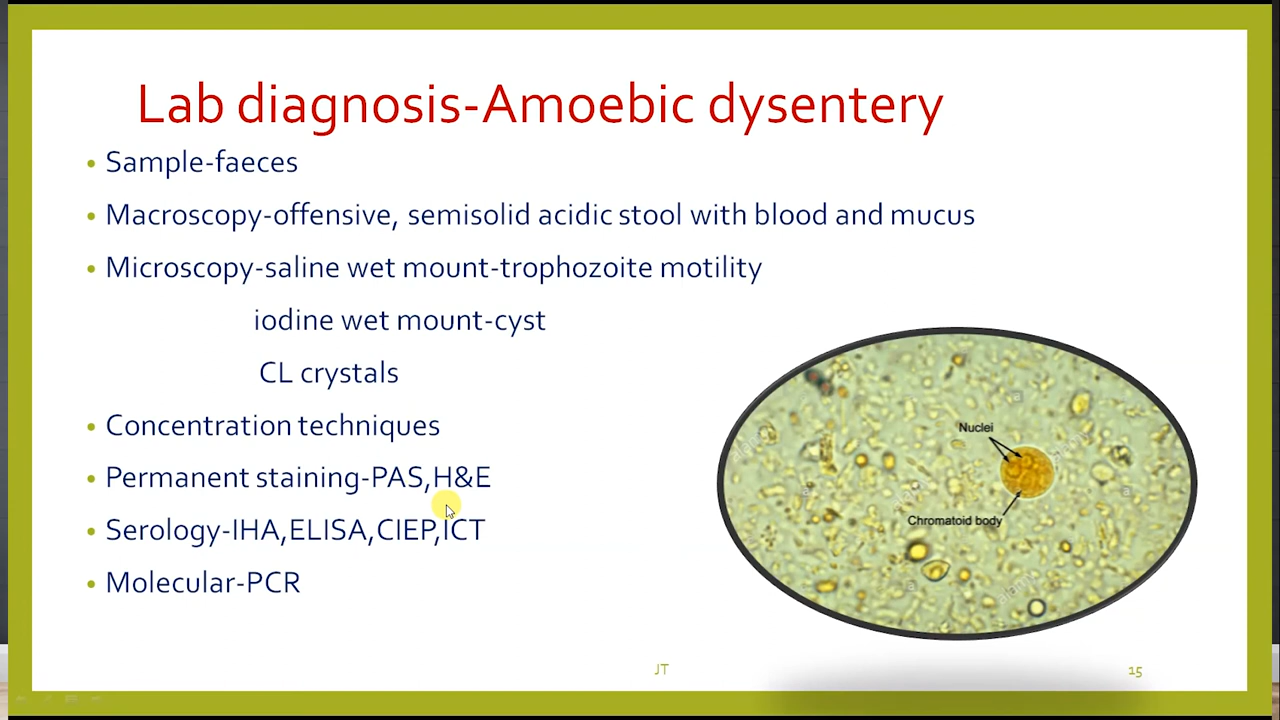 Lab diagnosis-Amoebic dysentery
• Sample-faeces
• Macroscopy-offensive, semisolid acidic stool with blood and mucus
• Microscopy-saline wet mount-trophozoite motility
iodine wet mount-cyst
CL crystals
• Concentration techniques
• Permanent staining-PAS,H&E
• Serology-IHA,ELISA,CIEP,ICT
• Molecular-PCR
Nuclei
Chromatoid body
alamy
a
a
a
a
alamy
JT
15